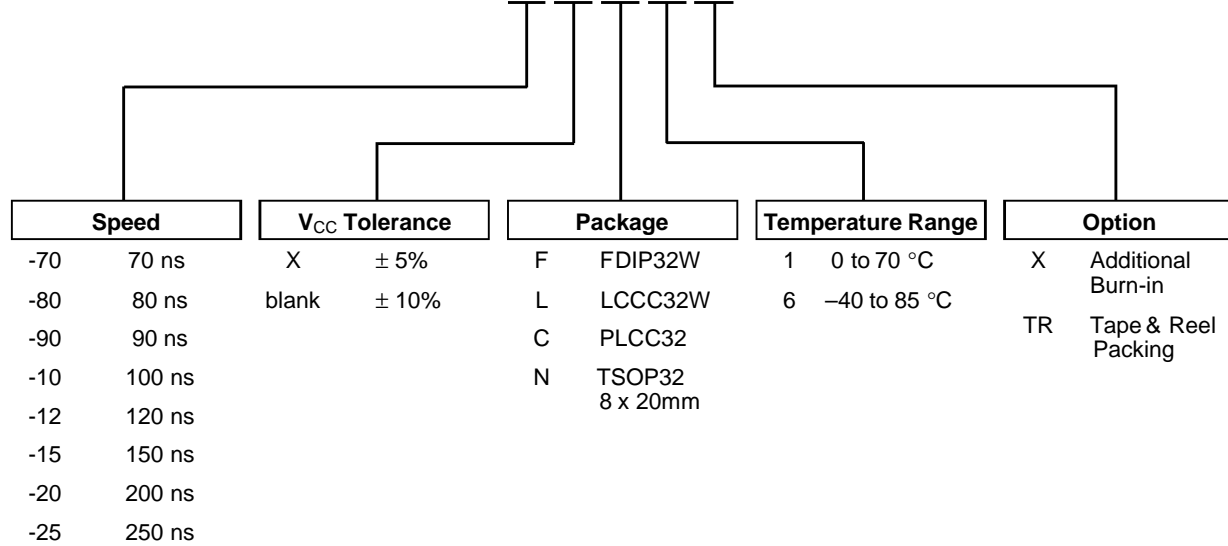 Speed
-70 70 ns
-80 80 ns
-90 90 ns
-10 100 ns
-12 120 ns
-15 150 ns
-20 200 ns
-25 250 ns
VCC Tolerance
X ± 5%
blank ± 10%
Package
F FDIP32W
L LCCC32W
C PLCC32
N TSOP32
8 x 20mm
Temperature Range
1 0 to 70 °C
6 –40 to 85 °C
Option
X Additional
Burn-in
TR Tape & Reel
Packing